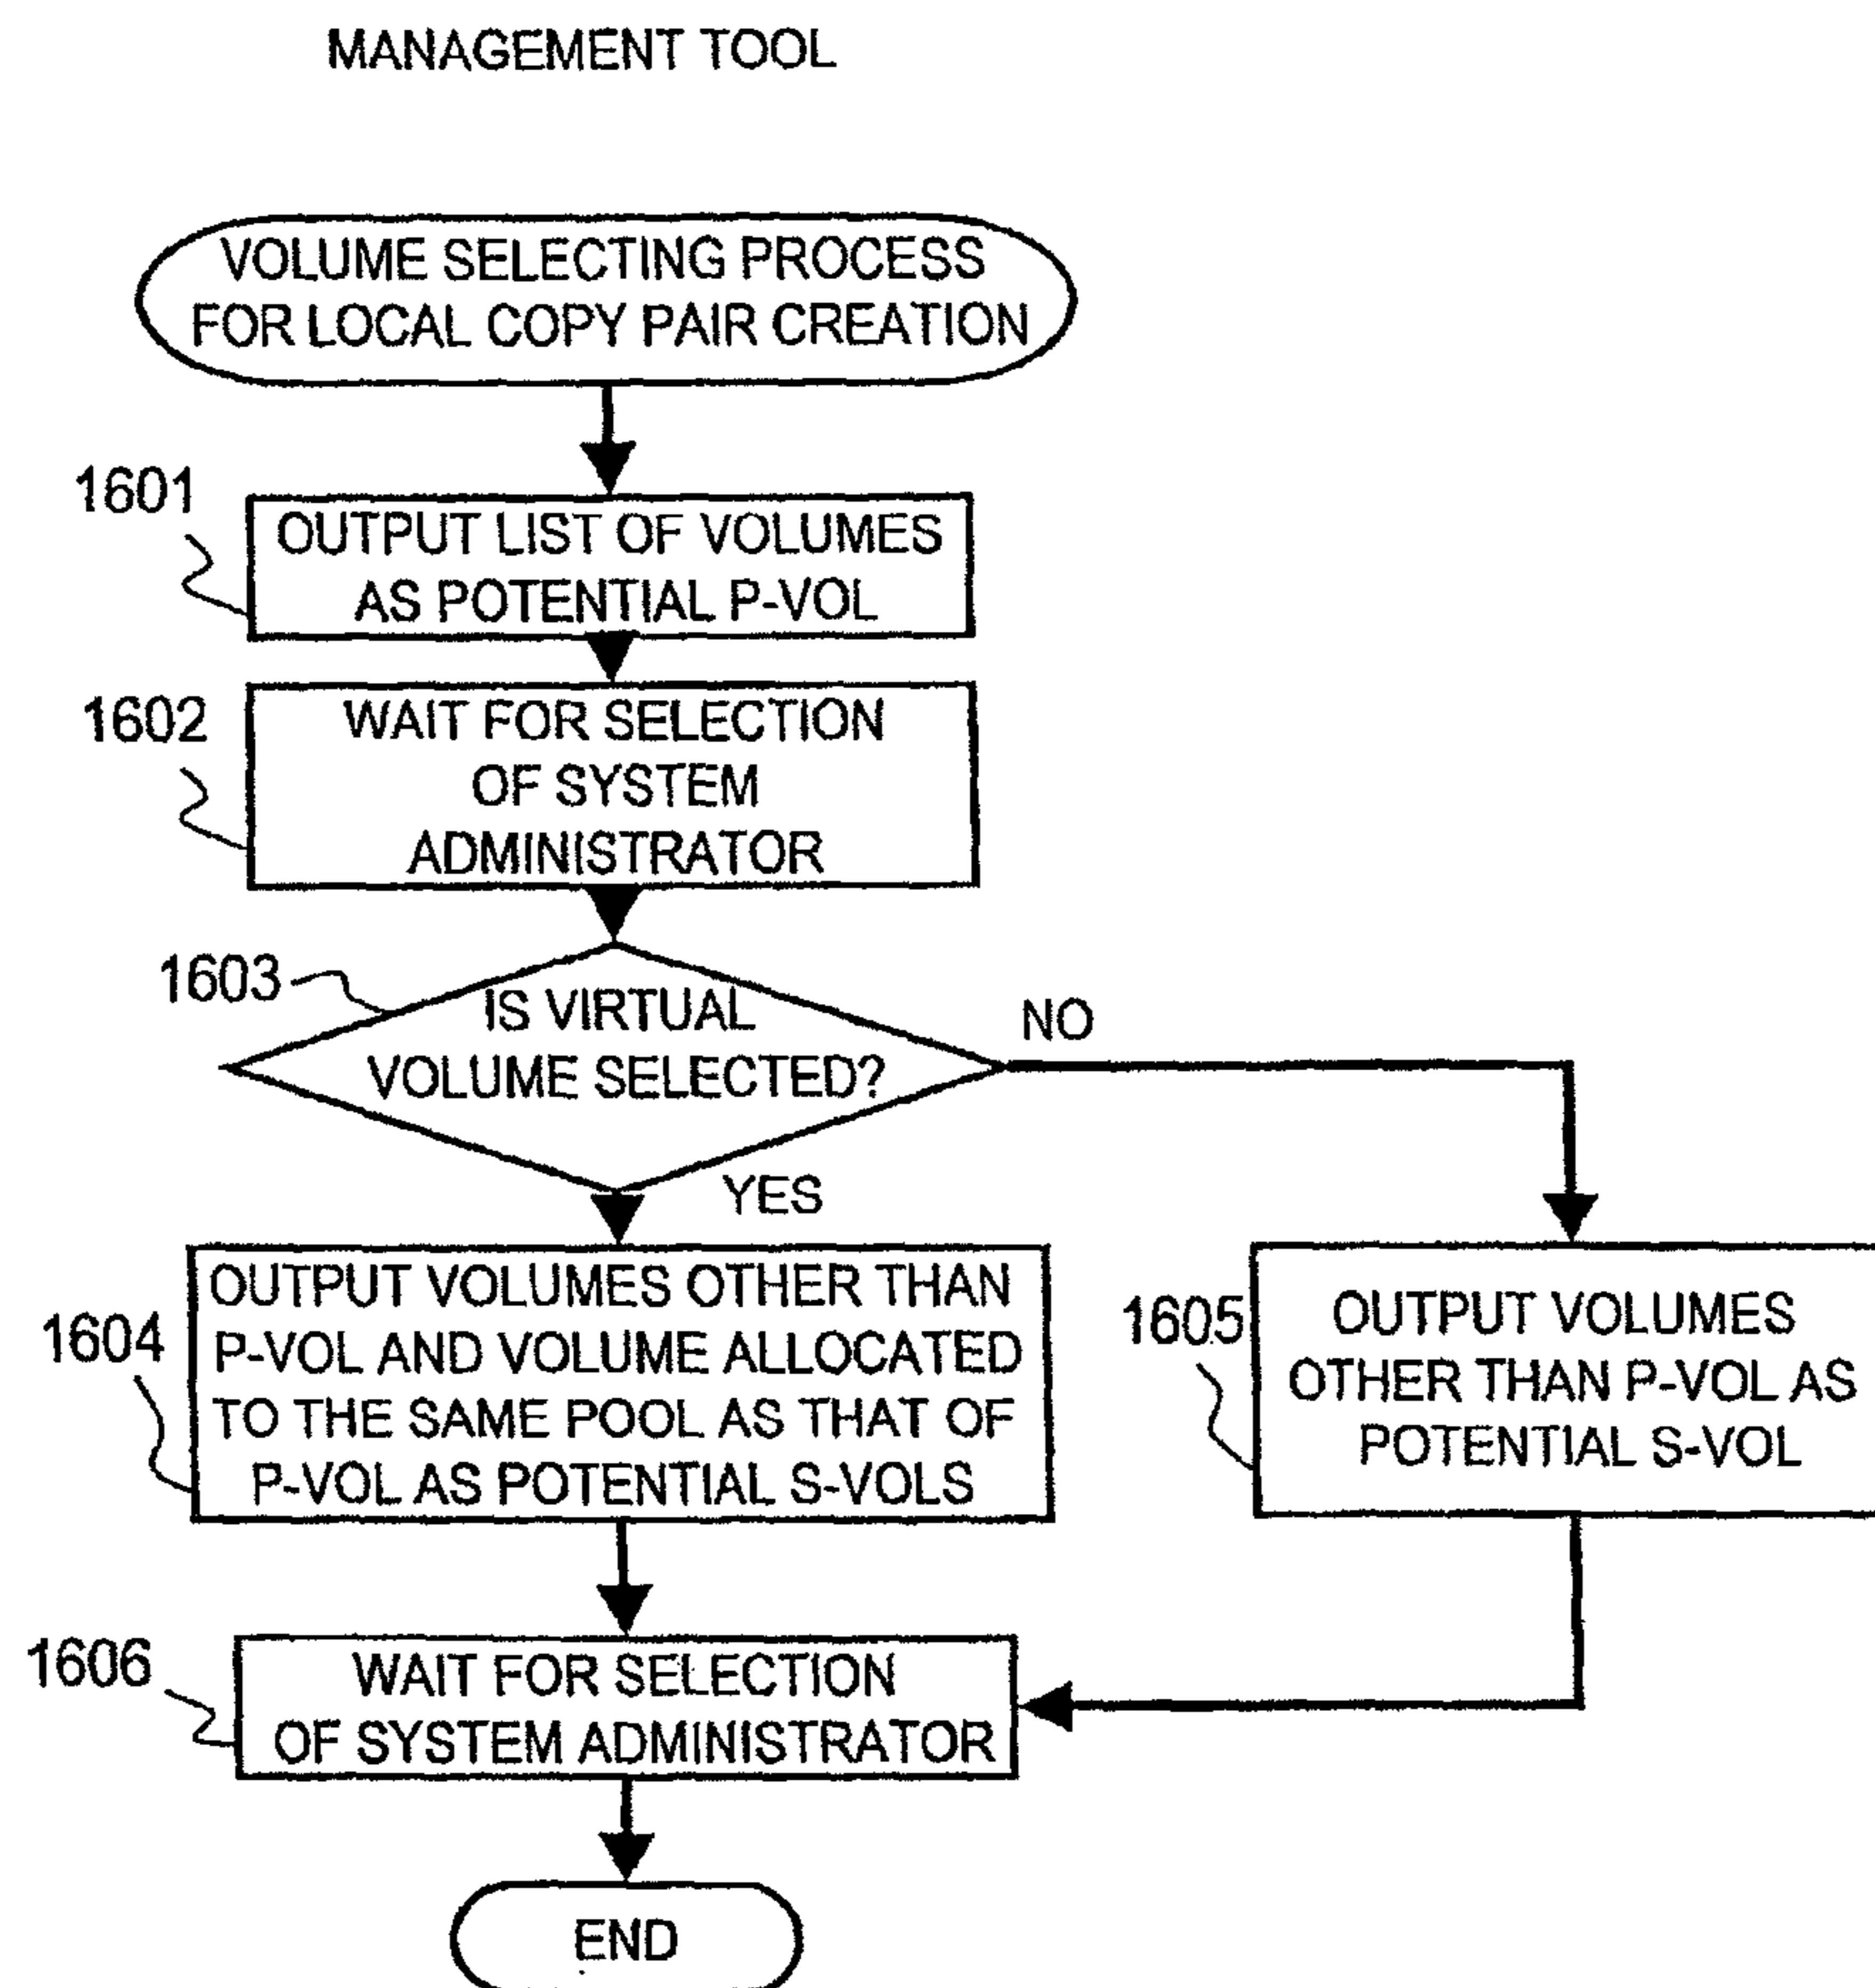 MANAGEMENT TOOL
VOLUME SELECTING PROCESS
FOR LOCAL COPY PAIR CREATION
1601
OUTPUT LIST OF VOLUMES
AS POTENTIAL P-VOL
1602
WAIT FOR SELECTION
OF SYSTEM
ADMINISTRATOR
1603
IS VIRTUAL
VOLUME SELECTED?
NO
YES
1604
OUTPUT VOLUMES OTHER THAN
P-VOL AND VOLUME ALLOCATED
TO THE SAME POOL AS THAT OF
P-VOL AS POTENTIAL S-VOLS
1605
OUTPUT VOLUMES
OTHER THAN P-VOL AS
POTENTIAL S-VOL
1606
WAIT FOR SELECTION
OF SYSTEM ADMINISTRATOR
END